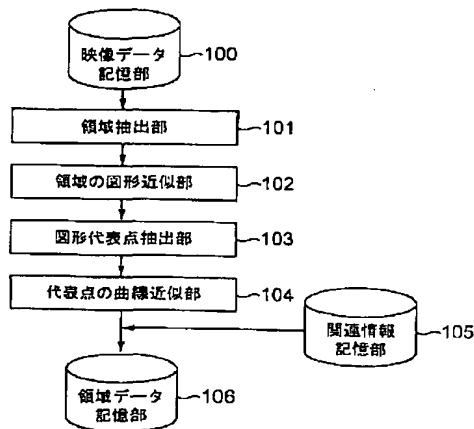 映像データ
記憶部
100
領域抽出部
101
領域の図形近似部
102
図形代表点抽出部
103
代表点の曲線近似部
104
関連情報
記憶部
105
領域データ
記憶部
106